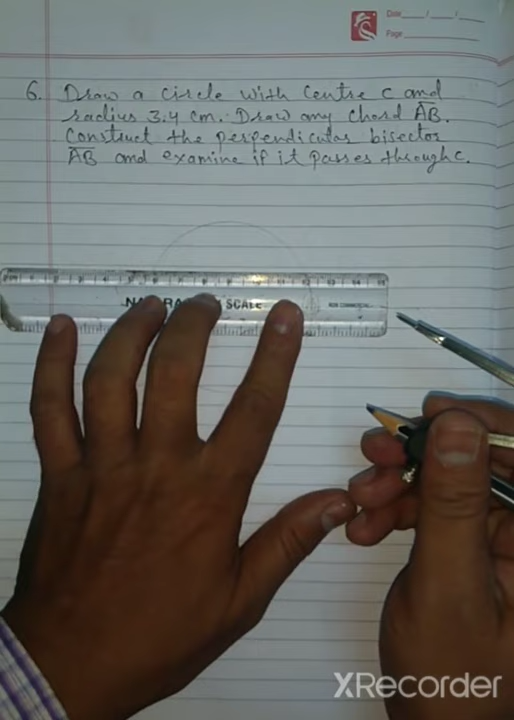 Date
Page
6. Draw a circle with Centre C and
radius 3.4 cm. Draw any Chord AB.
Construct the perpendicular bisector
AB and examine if it passes through C.
SCALE
XRecorder